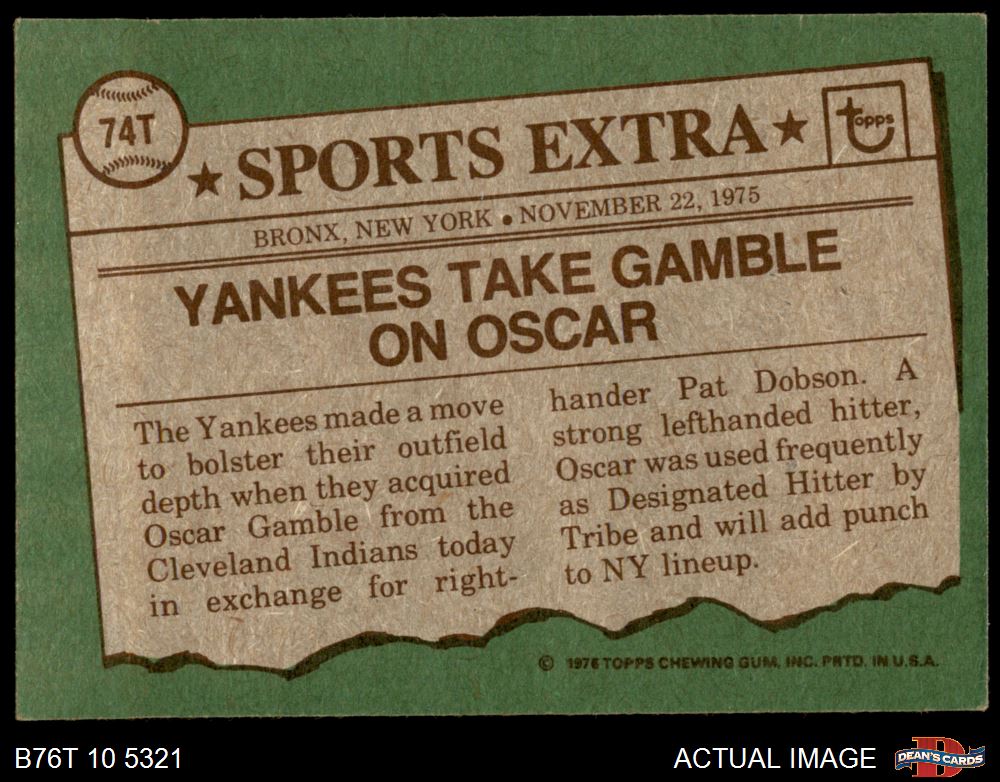 74T
★ SPORTS EXTRA ★
topps
BRONX, NEW YORK • NOVEMBER 22, 1975
YANKEES TAKE GAMBLE
ON OSCAR
The Yankees made a move
to bolster their outfield
depth when they acquired
Oscar Gamble from the
Cleveland Indians today
in exchange for right-
hander Pat Dobson. A
strong lefthanded hitter,
Oscar was used frequently
as Designated Hitter by
Tribe and will add punch
to NY lineup.
© 1976 TOPPS CHEWING GUM, INC. PRTD. IN U.S.A.
B76T 10 5321
ACTUAL IMAGE
D
DEAN'S CARDS